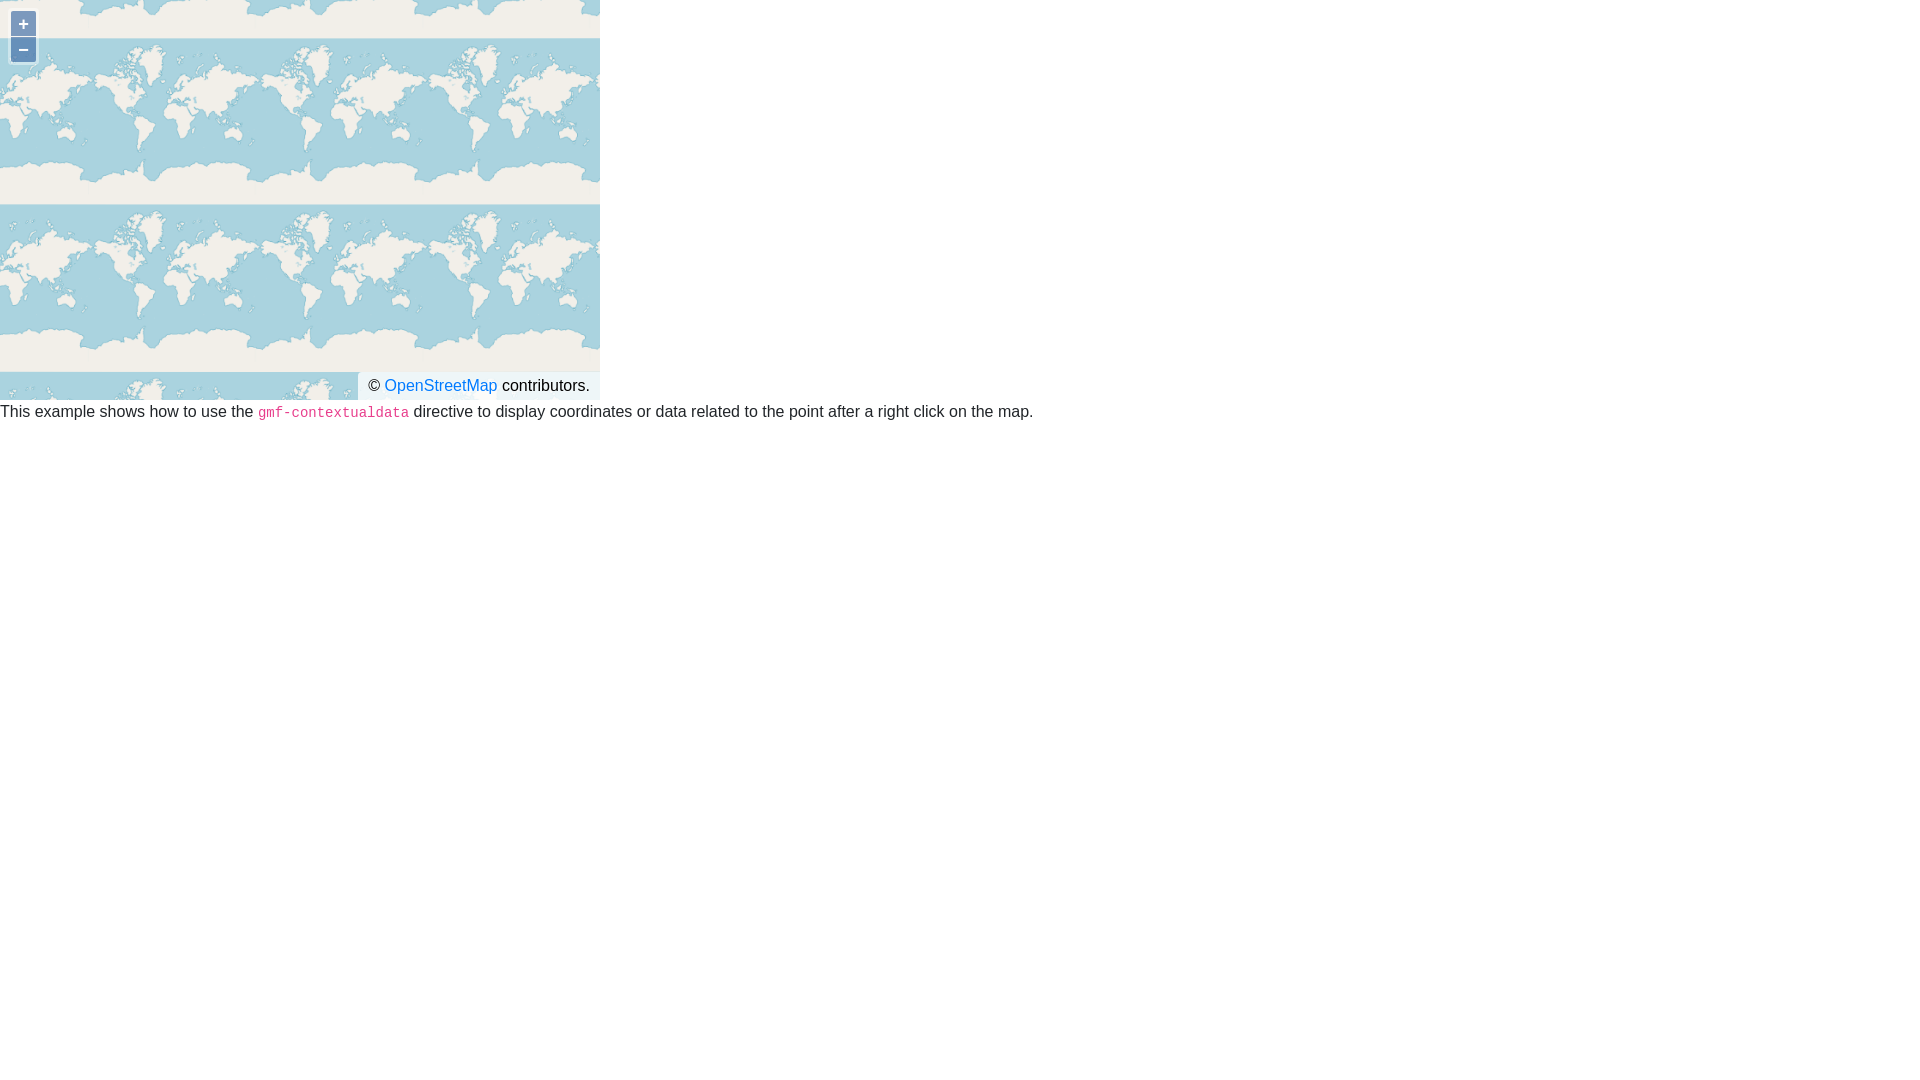 +
−
© OpenStreetMap contributors.
This example shows how to use the gmf-contextualdata directive to display coordinates or data related to the point after a right click on the map.